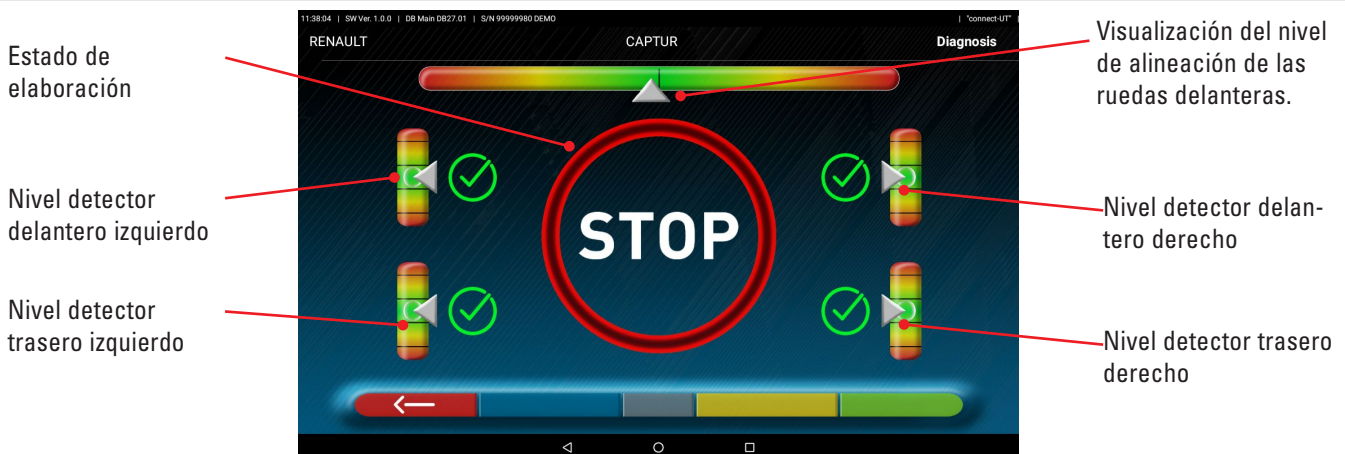 11:38:04 | SW Ver. 1.0.0 | DB Main DB27.01 | S/N 99999980 DEMO | "connect-UT" |
RENAULT CAPTUR Diagnosis
Estado de
elaboración
Visualización del nivel
de alineación de las
ruedas delanteras.
Nivel detector
delantero izquierdo
STOP
Nivel detector delan-
tero derecho
Nivel detector
trasero izquierdo
Nivel detector trasero
derecho